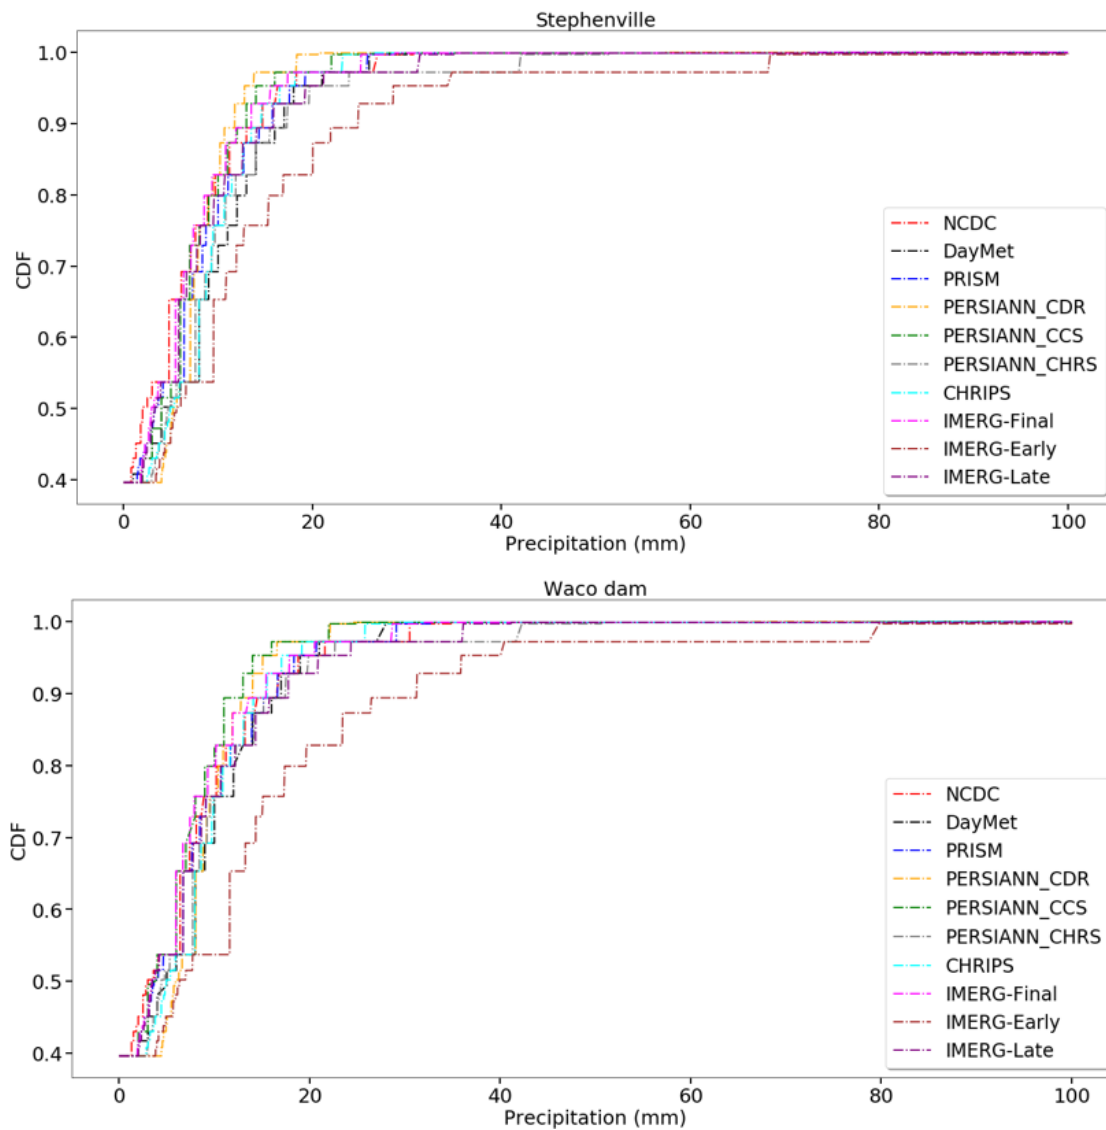 Stephenville
1.0
0.9
0.8
0.7
0.6
0.5
0.4
CDF
NCDC
DayMet
PRISM
PERSIANN_CDR
PERSIANN_CCS
PERSIANN_CHRS
CHRIPS
IMERG-Final
IMERG-Early
IMERG-Late
0 20 40 60 80 100
Precipitation (mm)
Waco dam
1.0
0.9
0.8
0.7
0.6
0.5
0.4
CDF
NCDC
DayMet
PRISM
PERSIANN_CDR
PERSIANN_CCS
PERSIANN_CHRS
CHRIPS
IMERG-Final
IMERG-Early
IMERG-Late
0 20 40 60 80 100
Precipitation (mm)